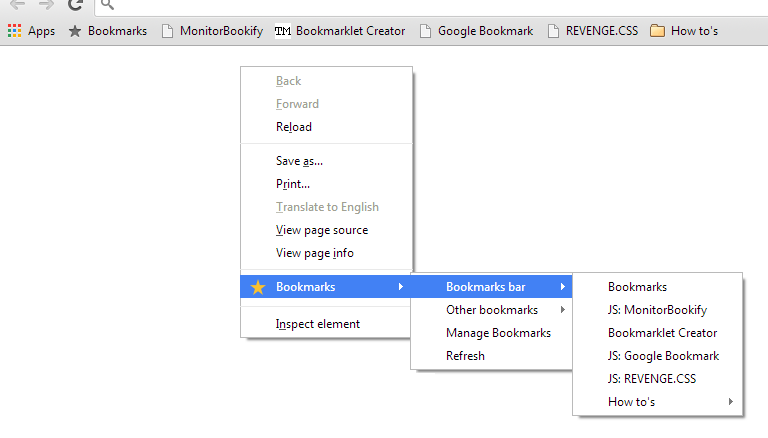 Apps Bookmarks MonitorBookify TM Bookmarklet Creator Google Bookmark REVENGE.CSS How to's
Back
Forward
Reload
Save as...
Print...
Translate to English
View page source
View page info
Bookmarks
Inspect element
Bookmarks bar
Other bookmarks
Manage Bookmarks
Refresh
Bookmarks
JS: MonitorBookify
Bookmarklet Creator
JS: Google Bookmark
JS: REVENGE.CSS
How to's